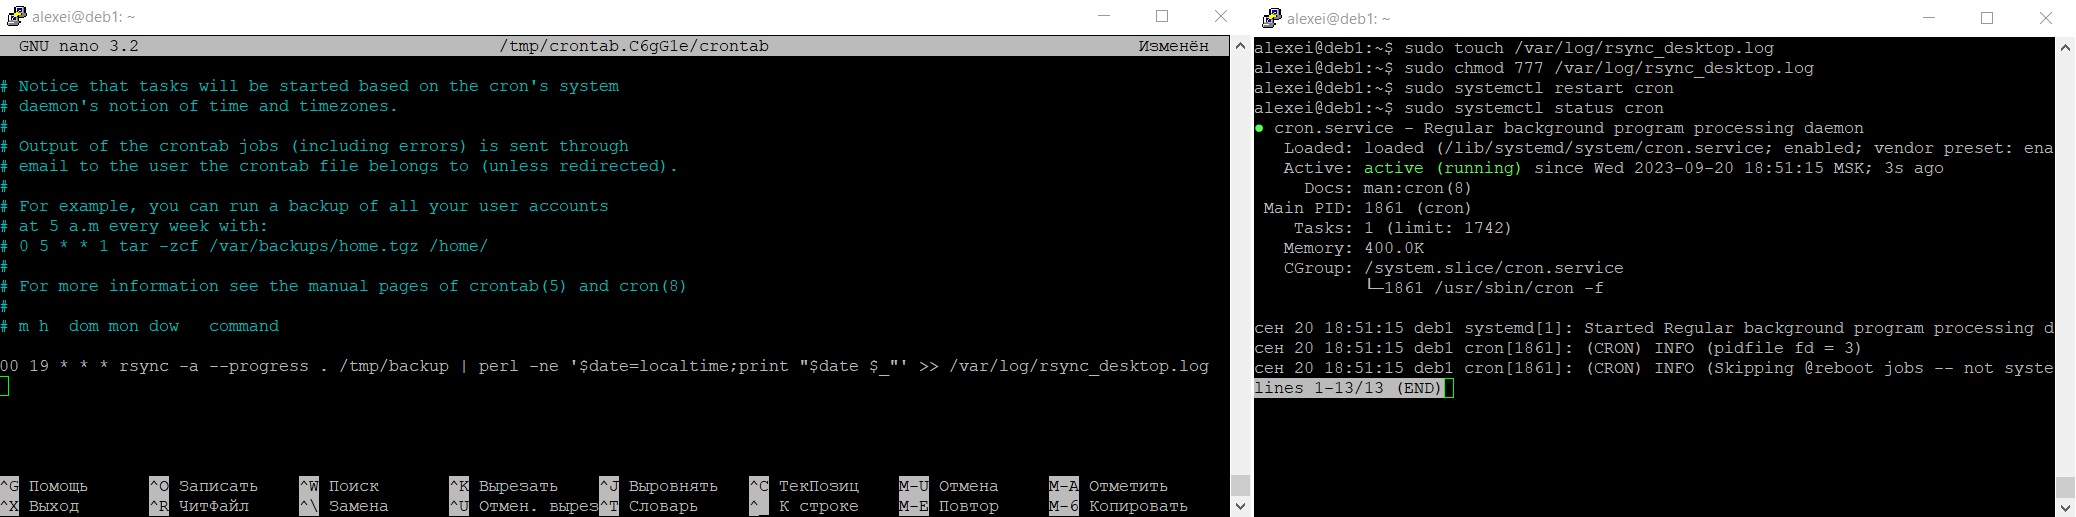 alexei@deb1: ~
GNU nano 3.2 /tmp/crontab.C6gG1e/crontab Изменён
# Notice that tasks will be started based on the cron's system
# daemon's notion of time and timezones.
#
# Output of the crontab jobs (including errors) is sent through
# email to the user the crontab file belongs to (unless redirected).
#
# For example, you can run a backup of all your user accounts
# at 5 a.m every week with:
# 0 5 * * 1 tar -zcf /var/backups/home.tgz /home/
#
# For more information see the manual pages of crontab(5) and cron(8)
#
# m h  dom mon dow   command
00 19 * * * rsync -a --progress . /tmp/backup | perl -ne '$date=localtime;print "$date $_"' >> /var/log/rsync_desktop.log
^G Помощь ^O Записать ^W Поиск ^K Вырезать ^J Выровнять ^C ТекПозиц M-U Отмена M-A Отметить
^X Выход ^R ЧитФайл ^\ Замена ^U Отмен. вырез ^T Словарь ^_ К строке M-E Повтор M-6 Копировать
alexei@deb1: ~
alexei@deb1:~$ sudo touch /var/log/rsync_desktop.log
alexei@deb1:~$ sudo chmod 777 /var/log/rsync_desktop.log
alexei@deb1:~$ sudo systemctl restart cron
alexei@deb1:~$ sudo systemctl status cron
● cron.service - Regular background program processing daemon
Loaded: loaded (/lib/systemd/system/cron.service; enabled; vendor preset: ena
Active: active (running) since Wed 2023-09-20 18:51:15 MSK; 3s ago
Docs: man:cron(8)
Main PID: 1861 (cron)
Tasks: 1 (limit: 1742)
Memory: 400.0K
CGroup: /system.slice/cron.service
└─1861 /usr/sbin/cron -f
сен 20 18:51:15 deb1 systemd[1]: Started Regular background program processing d
сен 20 18:51:15 deb1 cron[1861]: (CRON) INFO (pidfile fd = 3)
сен 20 18:51:15 deb1 cron[1861]: (CRON) INFO (Skipping @reboot jobs -- not syste
lines 1-13/13 (END)